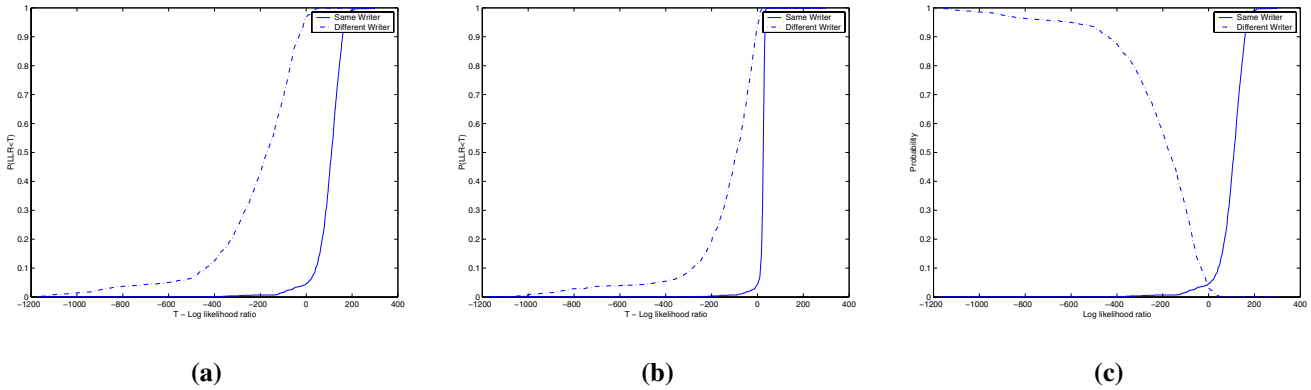 Same Writer
Different Writer
1
0.9
0.8
0.7
0.6
0.5
0.4
0.3
0.2
0.1
0
P(LLR<T)
−1200 −1000 −800 −600 −400 −200 0 200 400
T − Log likelihood ratio
(a)
Same Writer
Different Writer
1
0.9
0.8
0.7
0.6
0.5
0.4
0.3
0.2
0.1
0
P(LLR<T)
−1200 −1000 −800 −600 −400 −200 0 200 400
T − Log likelihood ratio
(b)
Same Writer
Different Writer
1
0.9
0.8
0.7
0.6
0.5
0.4
0.3
0.2
0.1
0
Probability
−1200 −1000 −800 −600 −400 −200 0 200 400
Log likelihood ratio
(c)